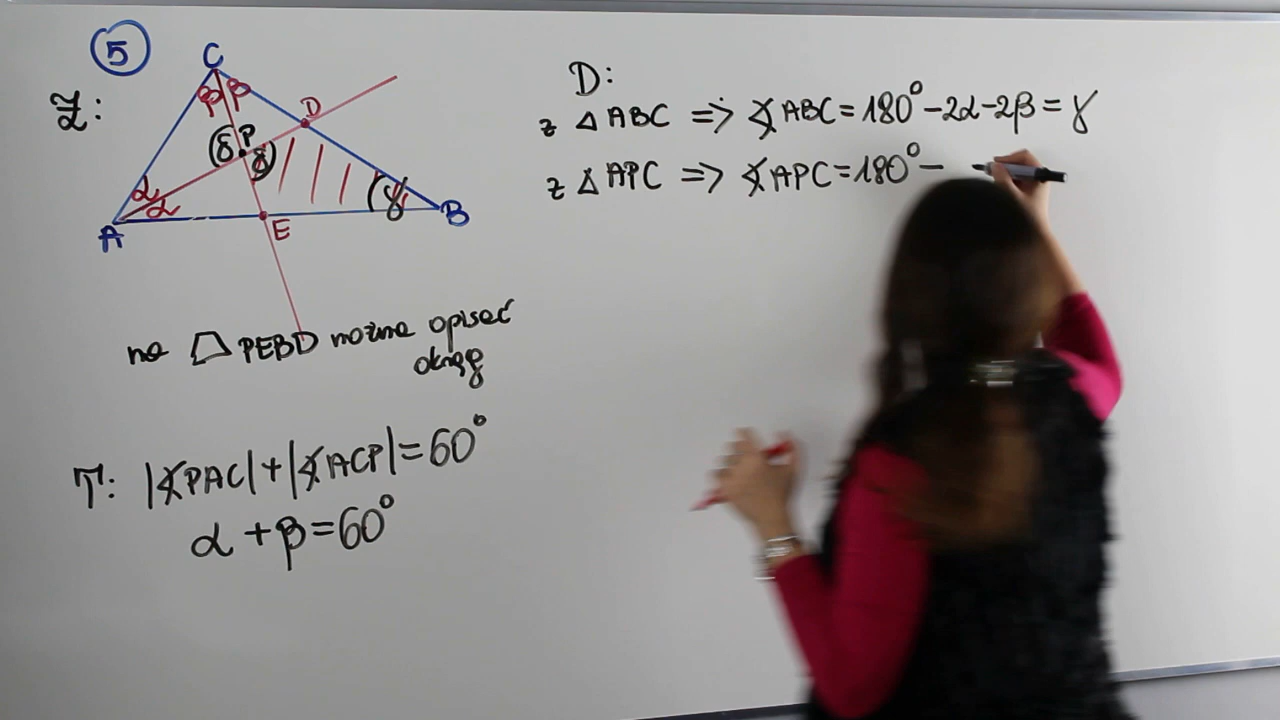 5
Z:
C
β β
D
(δ P
δ)
α
α
(γ
A
E
B
na ▱ PEBD można opisać
okrąg
T: |∢PAC|+|∢ACP|=60°
α+β=60°
D:
z △ABC => ∢ABC=180°-2α-2β=γ
z △APC => ∢APC=180°-